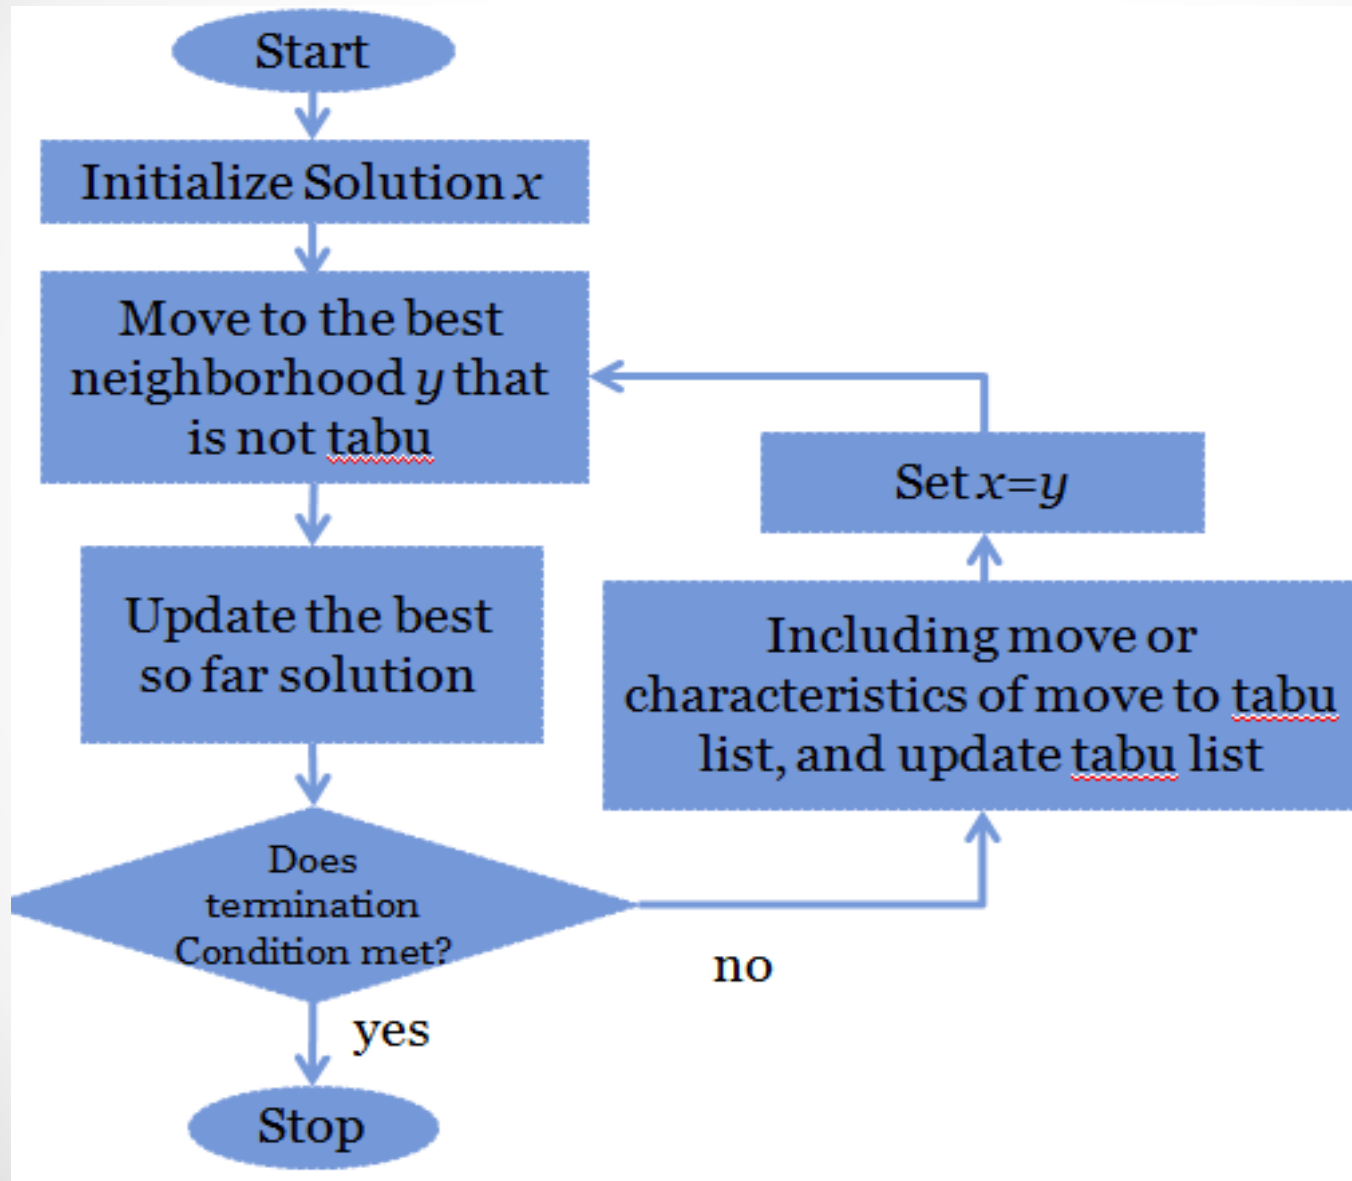 Start
Initialize Solution x
Move to the best
neighborhood y that
is not tabu
Update the best
so far solution
Does
termination
Condition met?
yes
Stop
no
Including move or
characteristics of move to tabu
list, and update tabu list
Set x=y